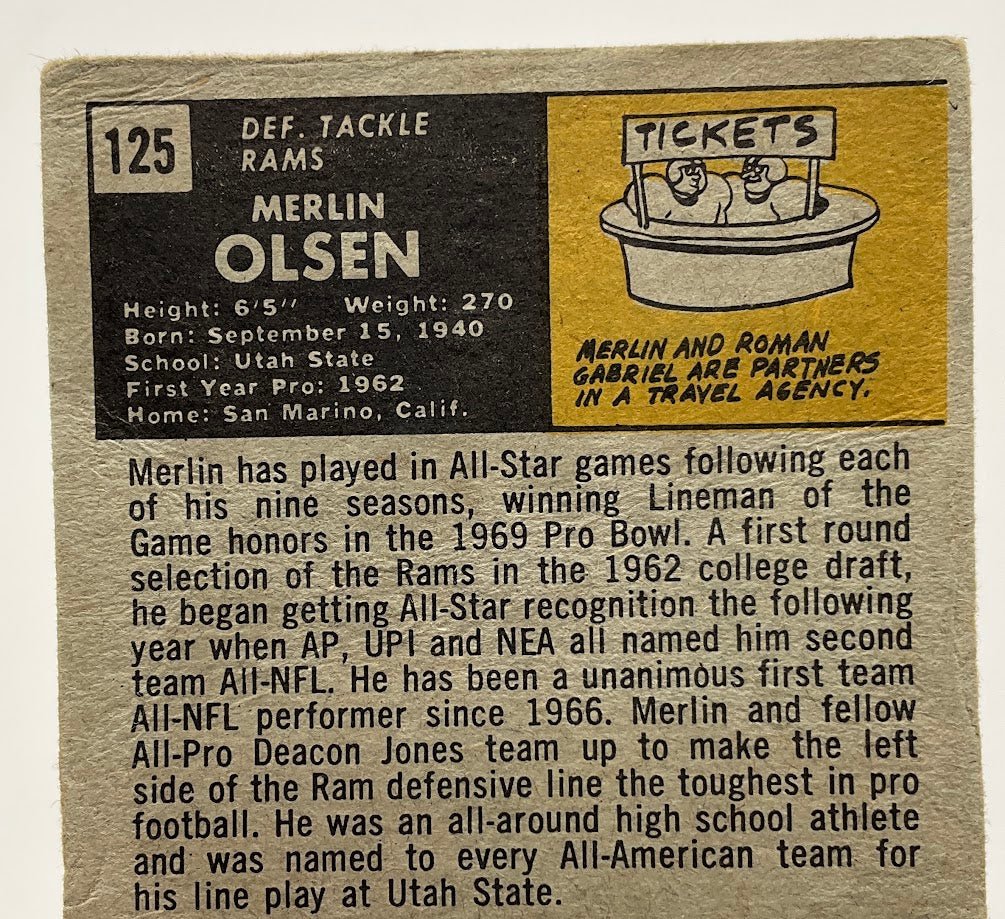 125
DEF. TACKLE
RAMS
MERLIN
OLSEN
Height: 6'5'' Weight: 270
Born: September 15, 1940
School: Utah State
First Year Pro: 1962
Home: San Marino, Calif.
TICKETS
MERLIN AND ROMAN
GABRIEL ARE PARTNERS
IN A TRAVEL AGENCY.
Merlin has played in All-Star games following each
of his nine seasons, winning Lineman of the
Game honors in the 1969 Pro Bowl. A first round
selection of the Rams in the 1962 college draft,
he began getting All-Star recognition the following
year when AP, UPI and NEA all named him second
team All-NFL. He has been a unanimous first team
All-NFL performer since 1966. Merlin and fellow
All-Pro Deacon Jones team up to make the left
side of the Ram defensive line the toughest in pro
football. He was an all-around high school athlete
and was named to every All-American team for
his line play at Utah State.